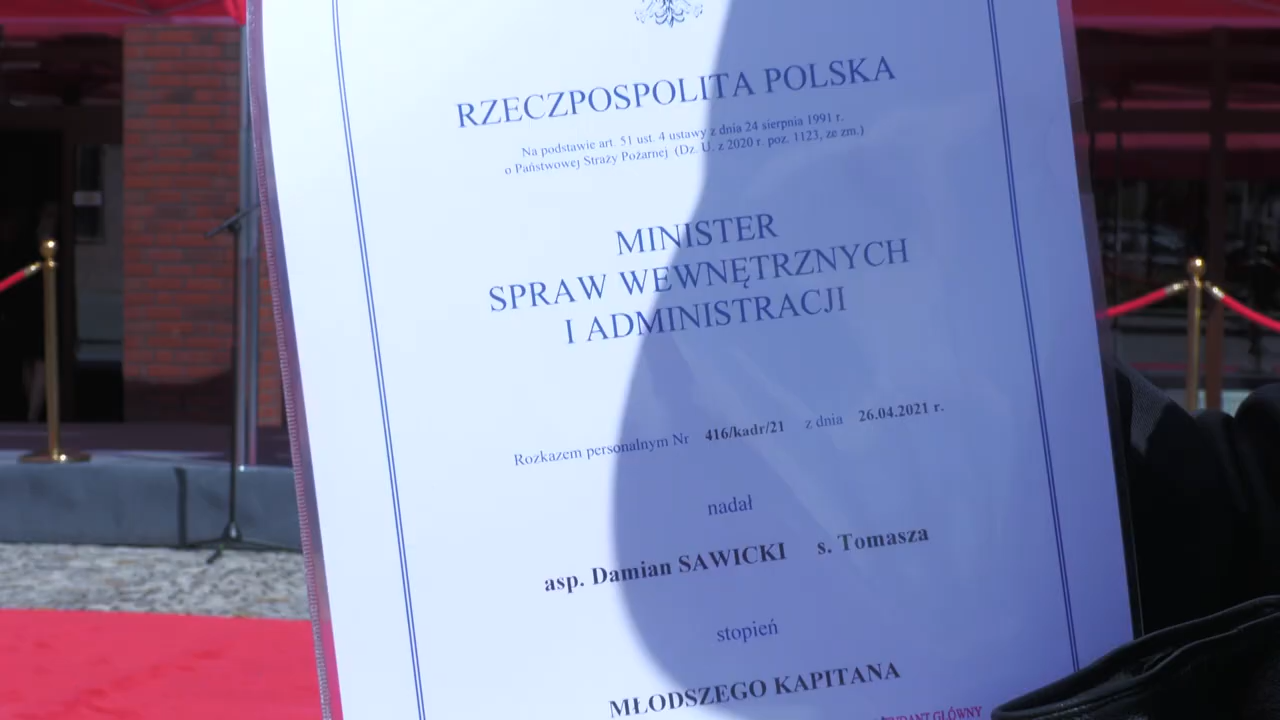 RZECZPOSPOLITA POLSKA
Na podstawie art. 51 ust. 4 ustawy z dnia 24 sierpnia 1991 r.
o Państwowej Straży Pożarnej (Dz. U. z 2020 r. poz. 1123, ze zm.)
MINISTER
SPRAW WEWNĘTRZNYCH
I ADMINISTRACJI
Rozkazem personalnym Nr 416/kadr/21 z dnia 26.04.2021 r.
nadał
asp. Damian SAWICKI s. Tomasza
stopień
MŁODSZEGO KAPITANA
GŁÓWNY